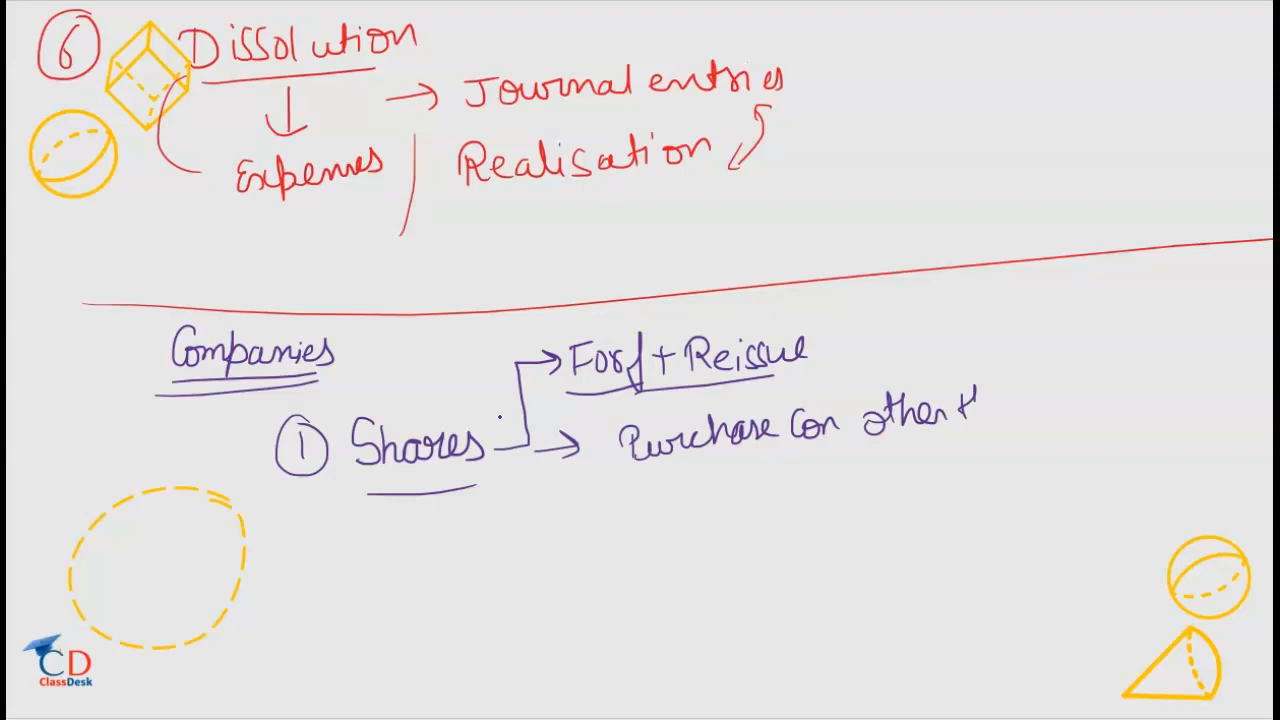 6 Dissolution
→ Journal entries
Expenses
Realisation
Companies
Forf + Reissue
1 Shares
→ Purchase Con other t
CD
ClassDesk